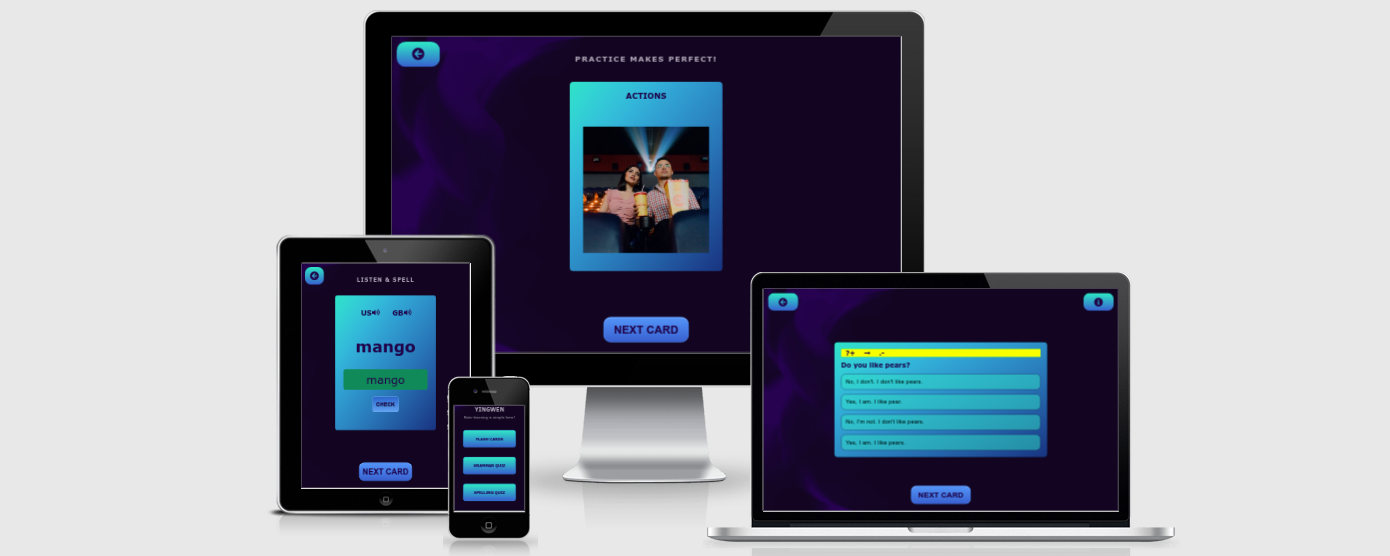 PRACTICE MAKES PERFECT!
ACTIONS
NEXT CARD
LISTEN & SPELL
US GB
mango
mango
CHECK
NEXT CARD
YINGWEN
FLASH CARDS
GRAMMAR QUIZ
SPELLING QUIZ
?+ → .-
Do you like pears?
No, I don't. I don't like pears.
Yes, I am. I like pear.
No, I'm not. I don't like pears.
Yes, I am. I like pears.
NEXT CARD